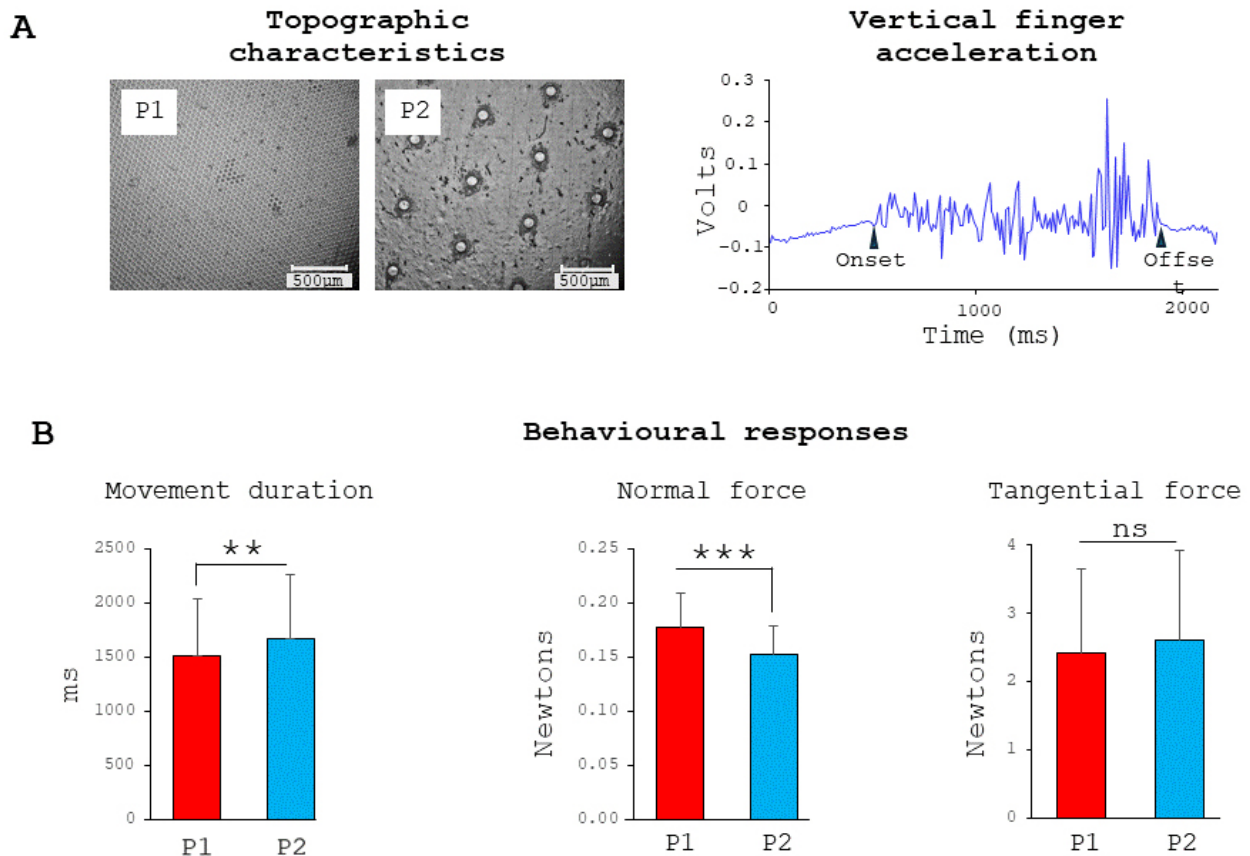 A
Topographic
characteristics
P1
500µm
P2
500µm
Vertical finger
acceleration
0.3
0.2
0.1
0
−0.1
−0.2
Volts
Onset
Offse
t
0
1000
2000
Time (ms)
B
Behavioural responses
Movement duration
**
2500
2000
1500
1000
500
0
ms
P1
P2
Normal force
***
0.25
0.20
0.15
0.10
0.05
0.00
Newtons
P1
P2
Tangential force
ns
4
3
2
1
0
Newtons
P1
P2